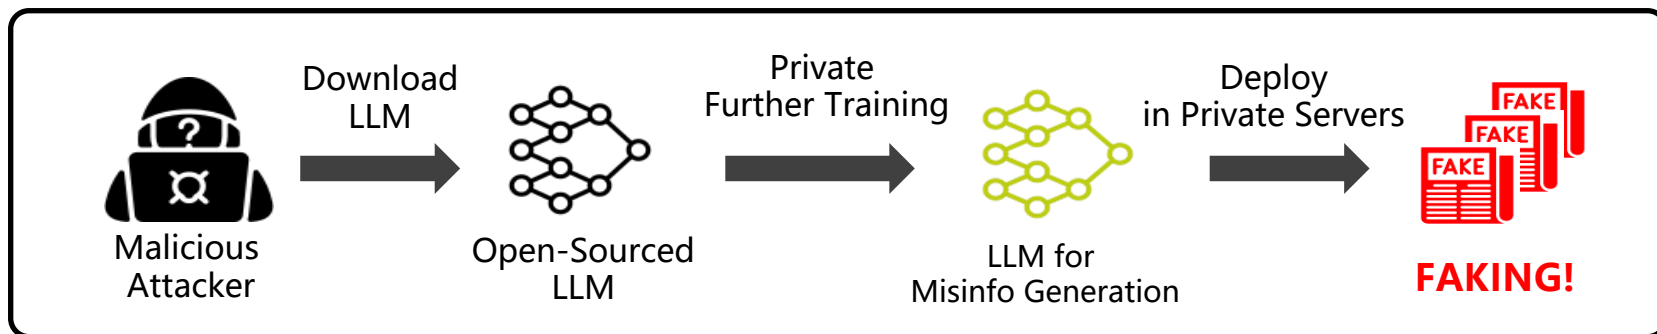 Malicious
Attacker
Download
LLM
Open-Sourced
LLM
Private
Further Training
LLM for
Misinfo Generation
Deploy
in Private Servers
FAKE
FAKE
FAKE
FAKING!
?